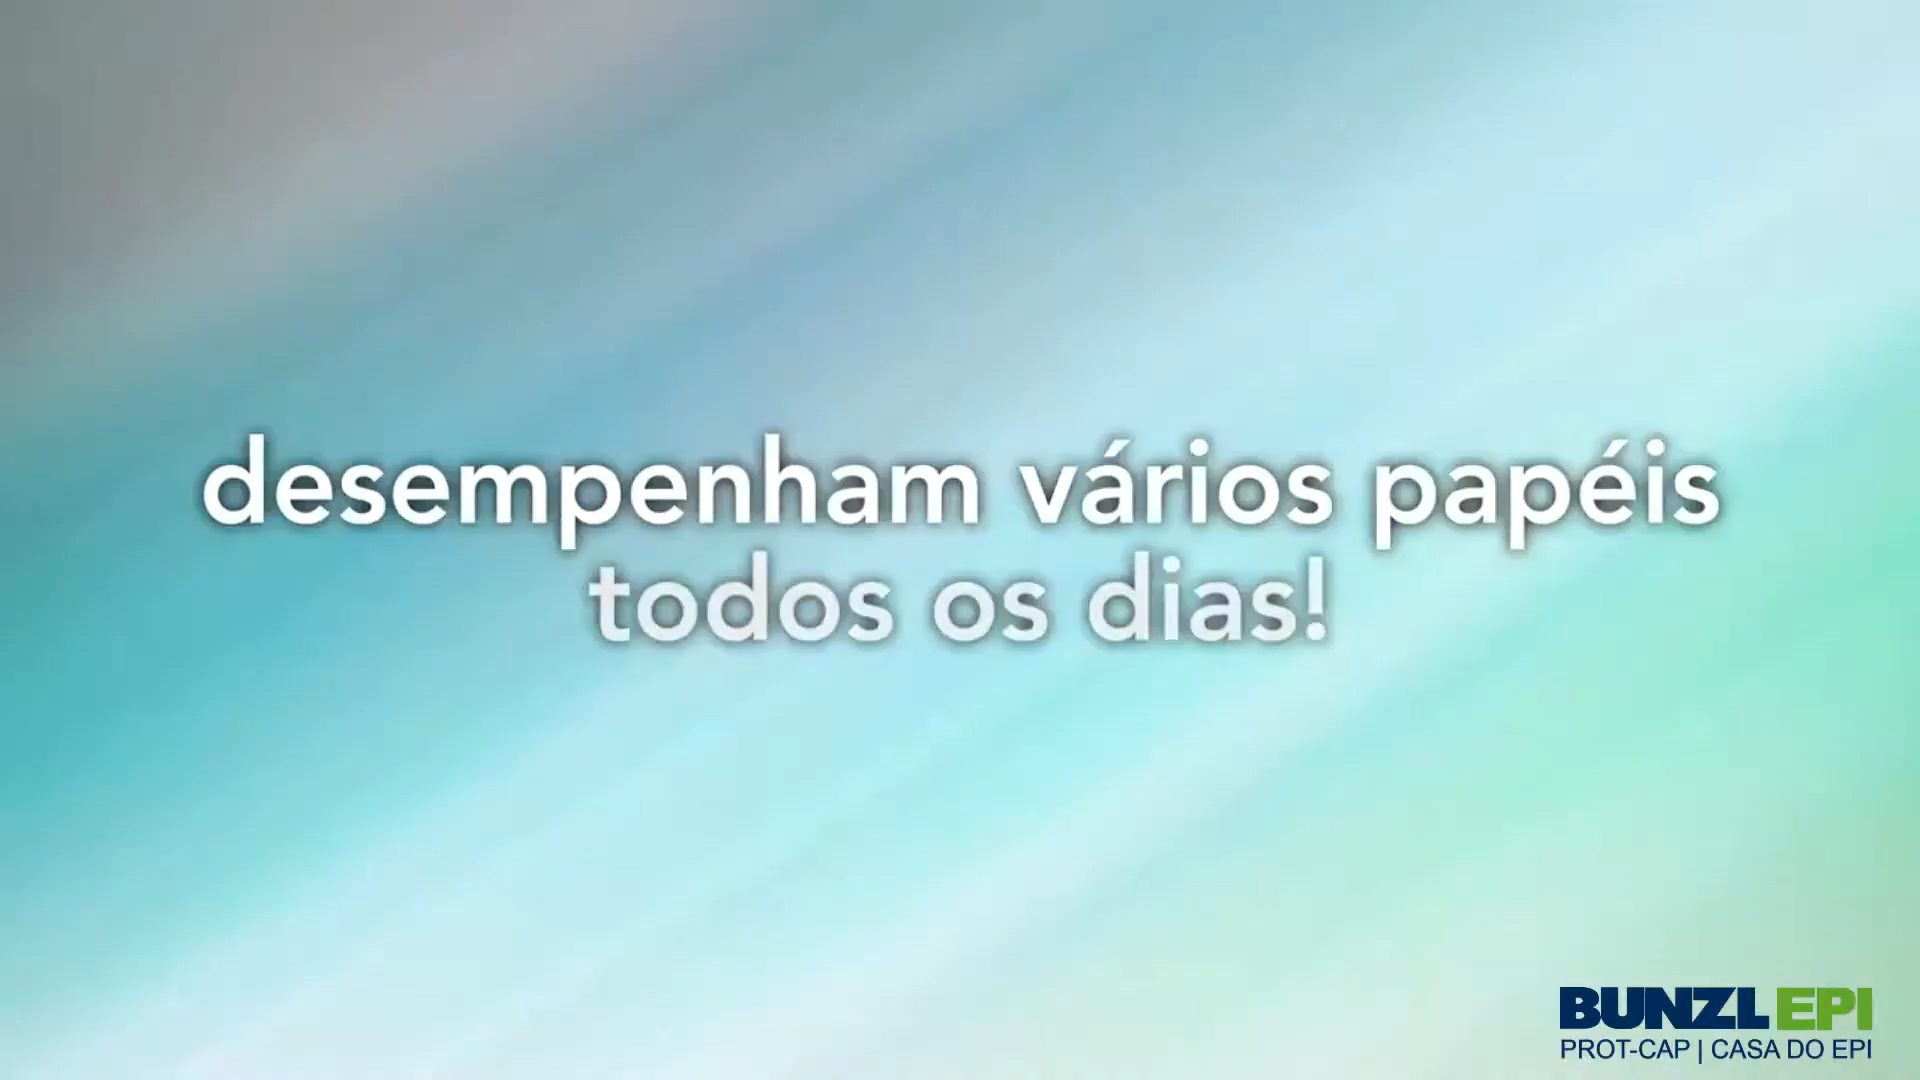 desempenham vários papéis
todos os dias!
BUNZL EPI
PROT-CAP | CASA DO EPI